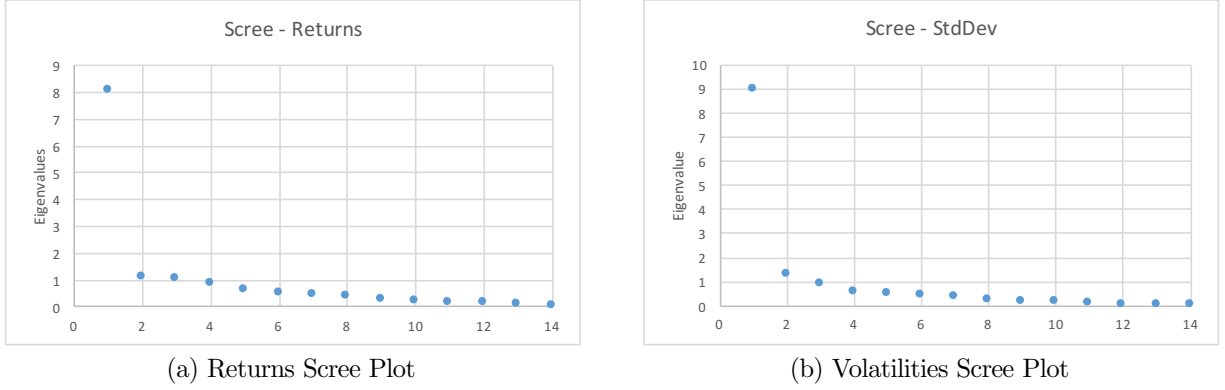 Scree - Returns
Eigenvalues
9
8
7
6
5
4
3
2
1
0
0 2 4 6 8 10 12 14
(a) Returns Scree Plot
Scree - StdDev
Eigenvalue
10
9
8
7
6
5
4
3
2
1
0
0 2 4 6 8 10 12 14
(b) Volatilities Scree Plot